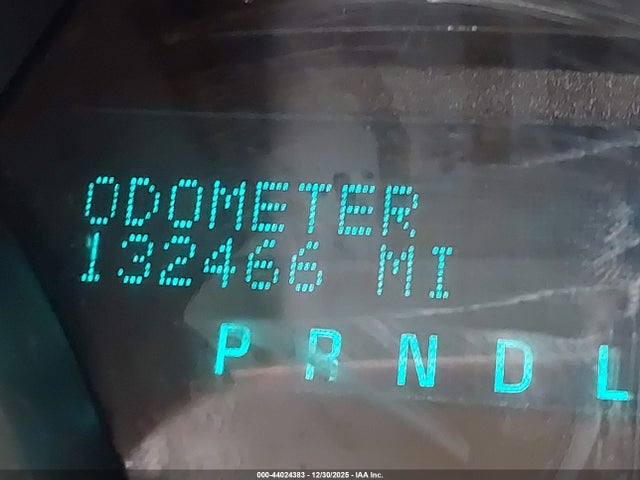 ODOMETER
132466 MI
P R N D L
000-44024383 - 12/30/2025 - IAA Inc.